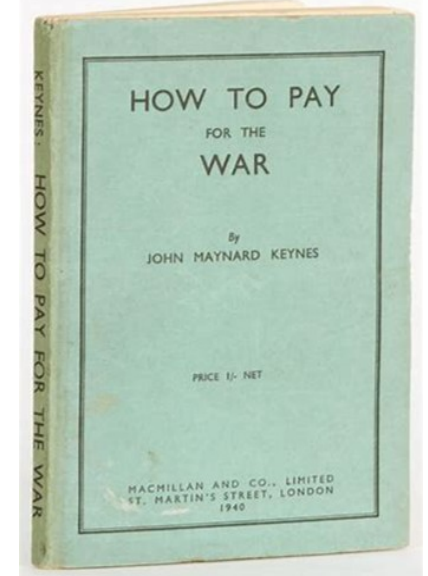 KEYNES.
HOW TO PAY FOR THE WAR
HOW TO PAY
FOR THE
WAR
By
JOHN MAYNARD KEYNES
PRICE 1/- NET
MACMILLAN AND CO., LIMITED
ST. MARTIN'S STREET, LONDON
1940